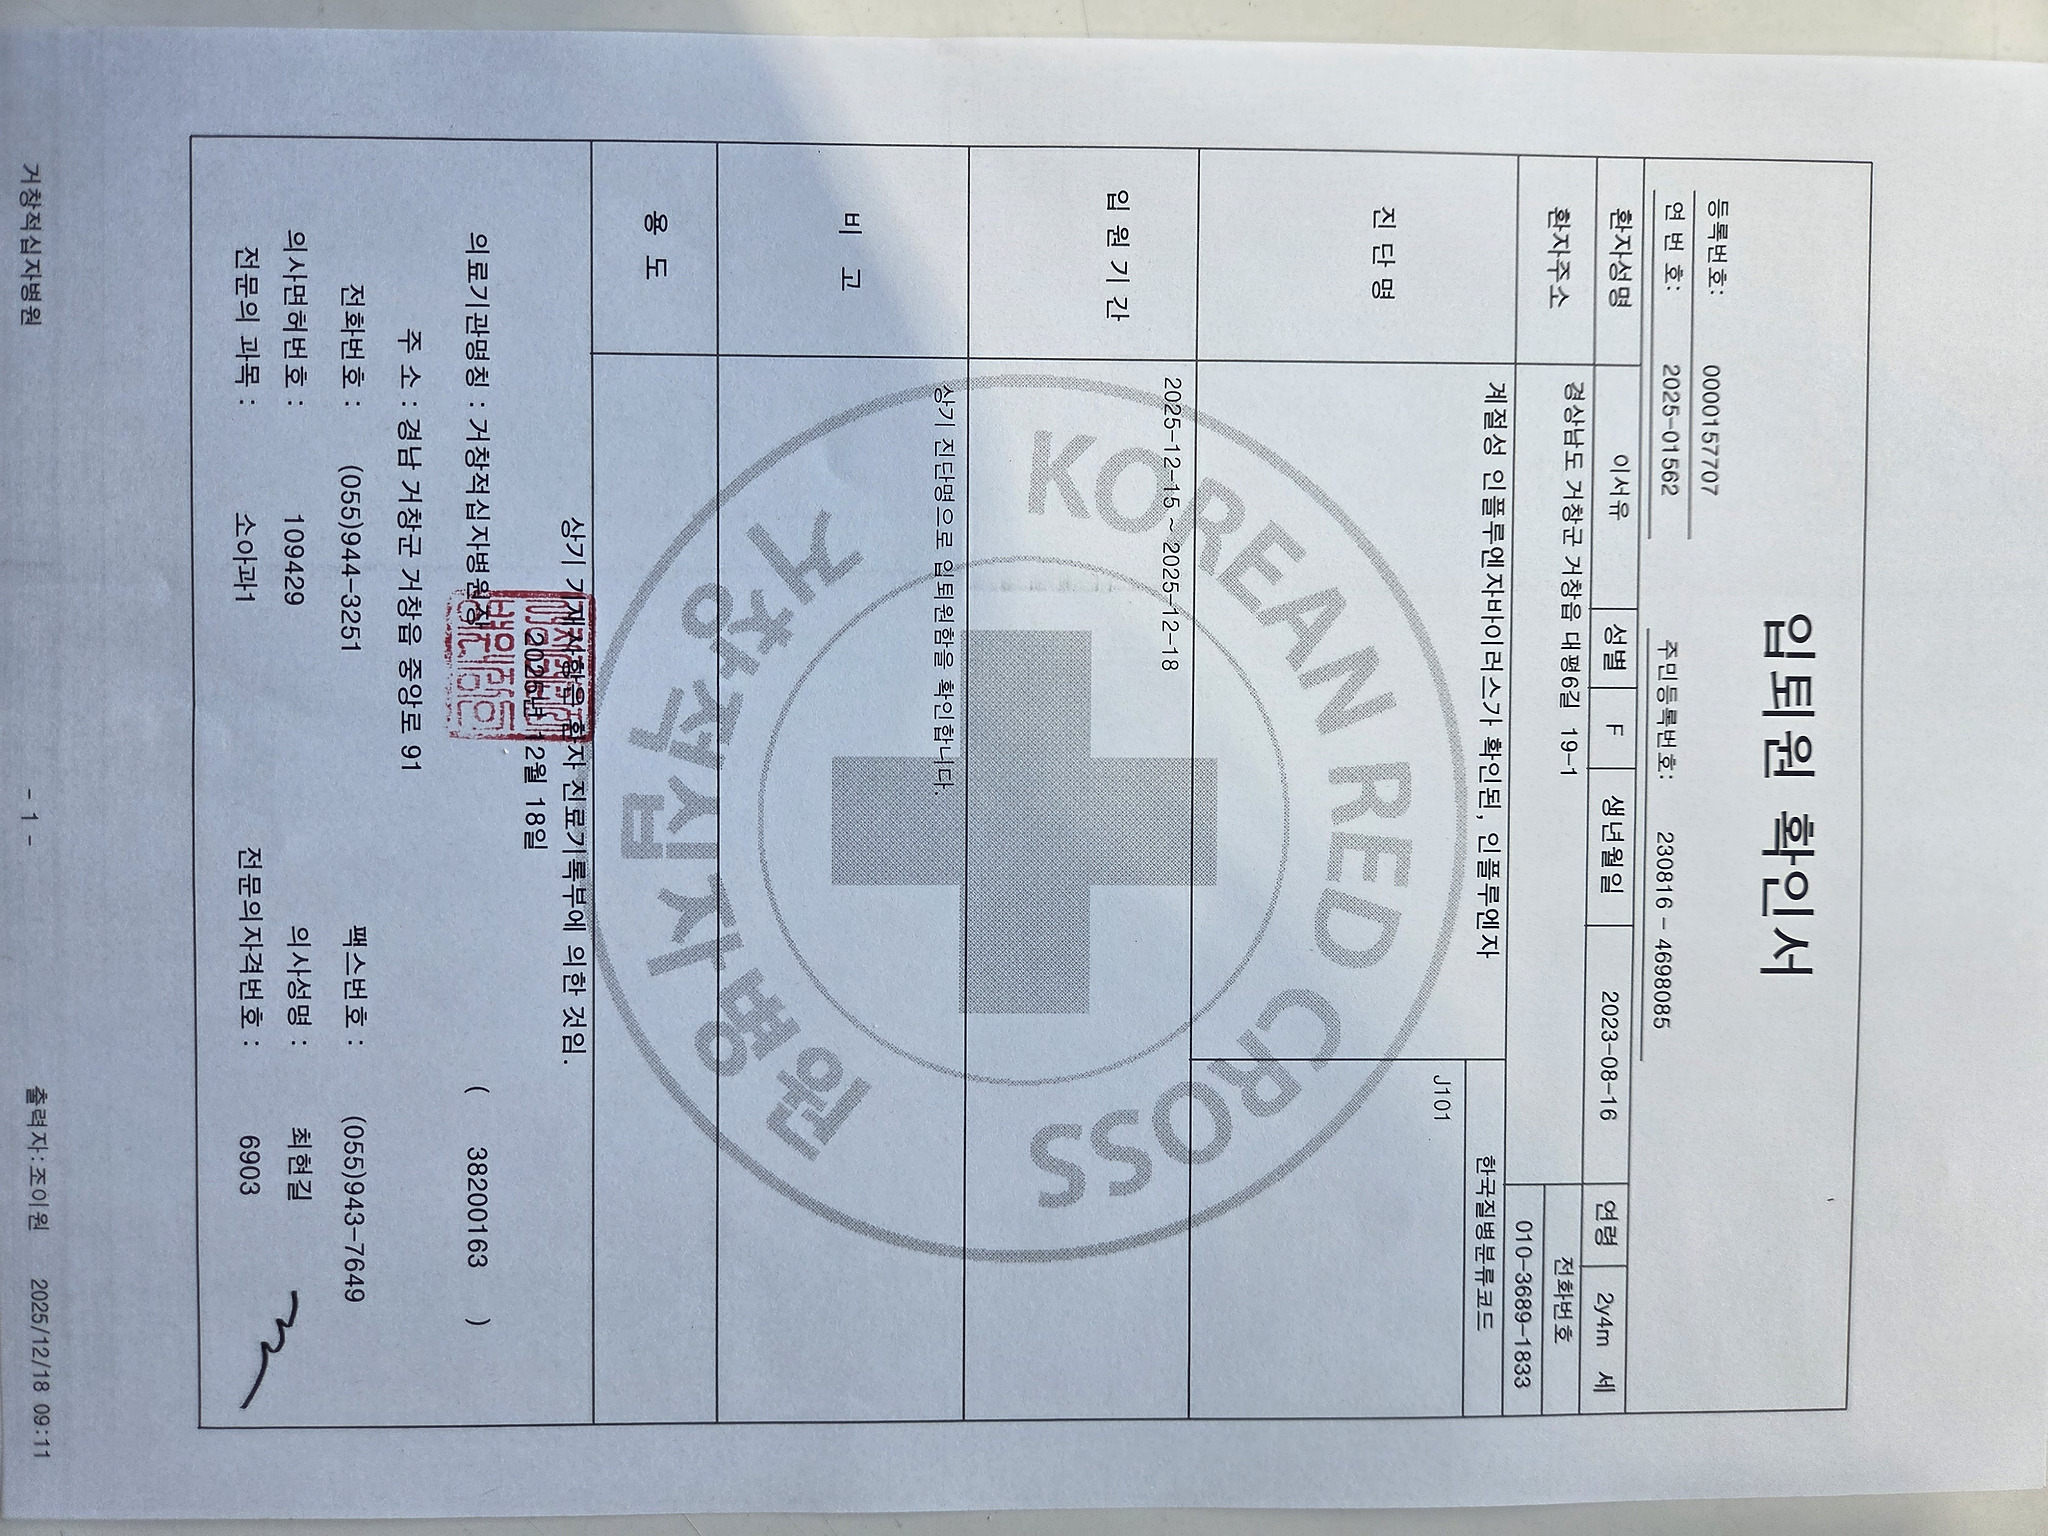 입퇴원 확인서
등록번호: 0000157707
연 번 호: 2025-01562 주민등록번호: 230816 - 4698085
환자성명 이서유 성별 F 생년월일 2023-08-16 연령 2y4m 세
환자주소 경상남도 거창군 거창읍 대평6길 19-1 전화번호
010-3689-1833
진 단 명 계절성 인플루엔자바이러스가 확인된, 인플루엔자 한국질병분류코드
J101
입 원 기 간 2025-12-15 ~ 2025-12-18
비 고 상기 진단명으로 입퇴원함을 확인합니다.
용 도
KOREAN RED CROSS
거창적십자병원
상기 기재사항은 환자 진료기록부에 의한 것임.
2025년 12월 18일
의료기관명칭 : 거창적십자병원장 ( 38200163 )
주 소 : 경남 거창군 거창읍 중앙로 91
전화번호 : (055)944-3251 팩스번호 : (055)943-7649
의사면허번호 : 109429 의사성명 : 최현길
전문의 과목 : 소아과1 전문의자격번호 : 6903
거창적십자병원 - 1 - 출력자:조이원 2025/12/18 09:11